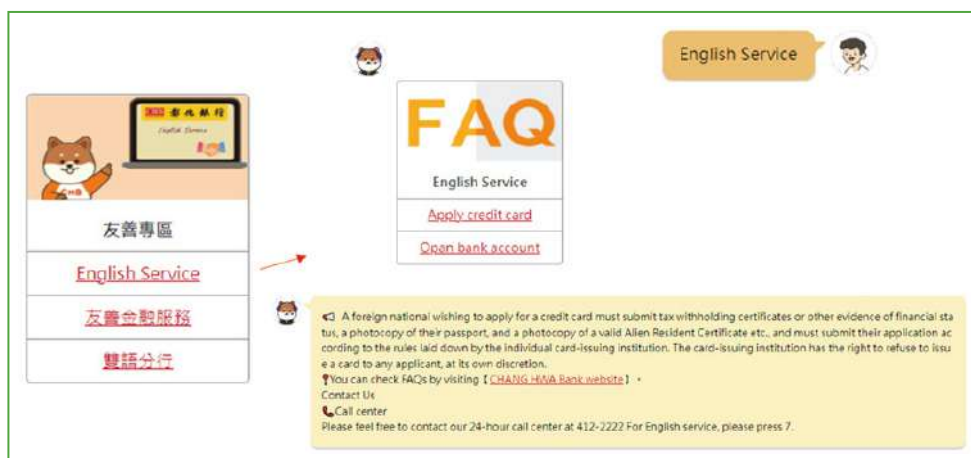 English Service
CHB 彰化銀行
English Service
CHB
友善專區
English Service
友善金融服務
雙語分行
FAQ
English Service
Apply credit card
Opan bank account
A foreign national wishing to apply for a credit card must submit tax withholding certificates or other evidence of financial sta
tus, a photocopy of their passport, and a photocopy of a valid Alien Resident Certificate etc., and must submit their application ac
cording to the rules laid down by the individual card-issuing institution. The card-issuing institution has the right to refuse to issu
e a card to any applicant, at its own discretion.
You can check FAQs by visiting【CHANG HWA Bank website】。
Contact Us
Call center
Please feel free to contact our 24-hour call center at 412-2222 For English service, please press 7.